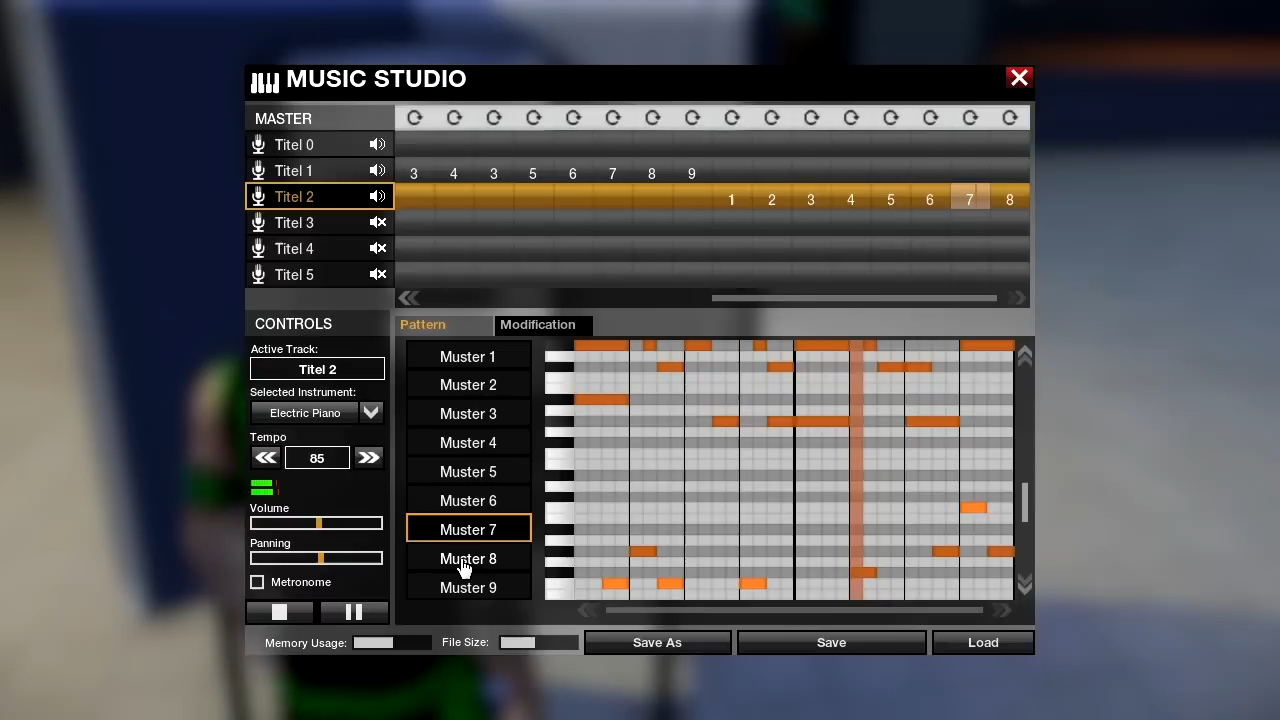 MUSIC STUDIO
MASTER
Titel 0
Titel 1
3 4 3 5 6 7 8 9
Titel 2
1 2 3 4 5 6 7 8
Titel 3
Titel 4
Titel 5
CONTROLS
Pattern
Modification
Active Track:
Titel 2
Selected Instrument:
Electric Piano
Tempo
85
Volume
Panning
Metronome
Muster 1
Muster 2
Muster 3
Muster 4
Muster 5
Muster 6
Muster 7
Muster 8
Muster 9
Memory Usage:
File Size:
Save As
Save
Load